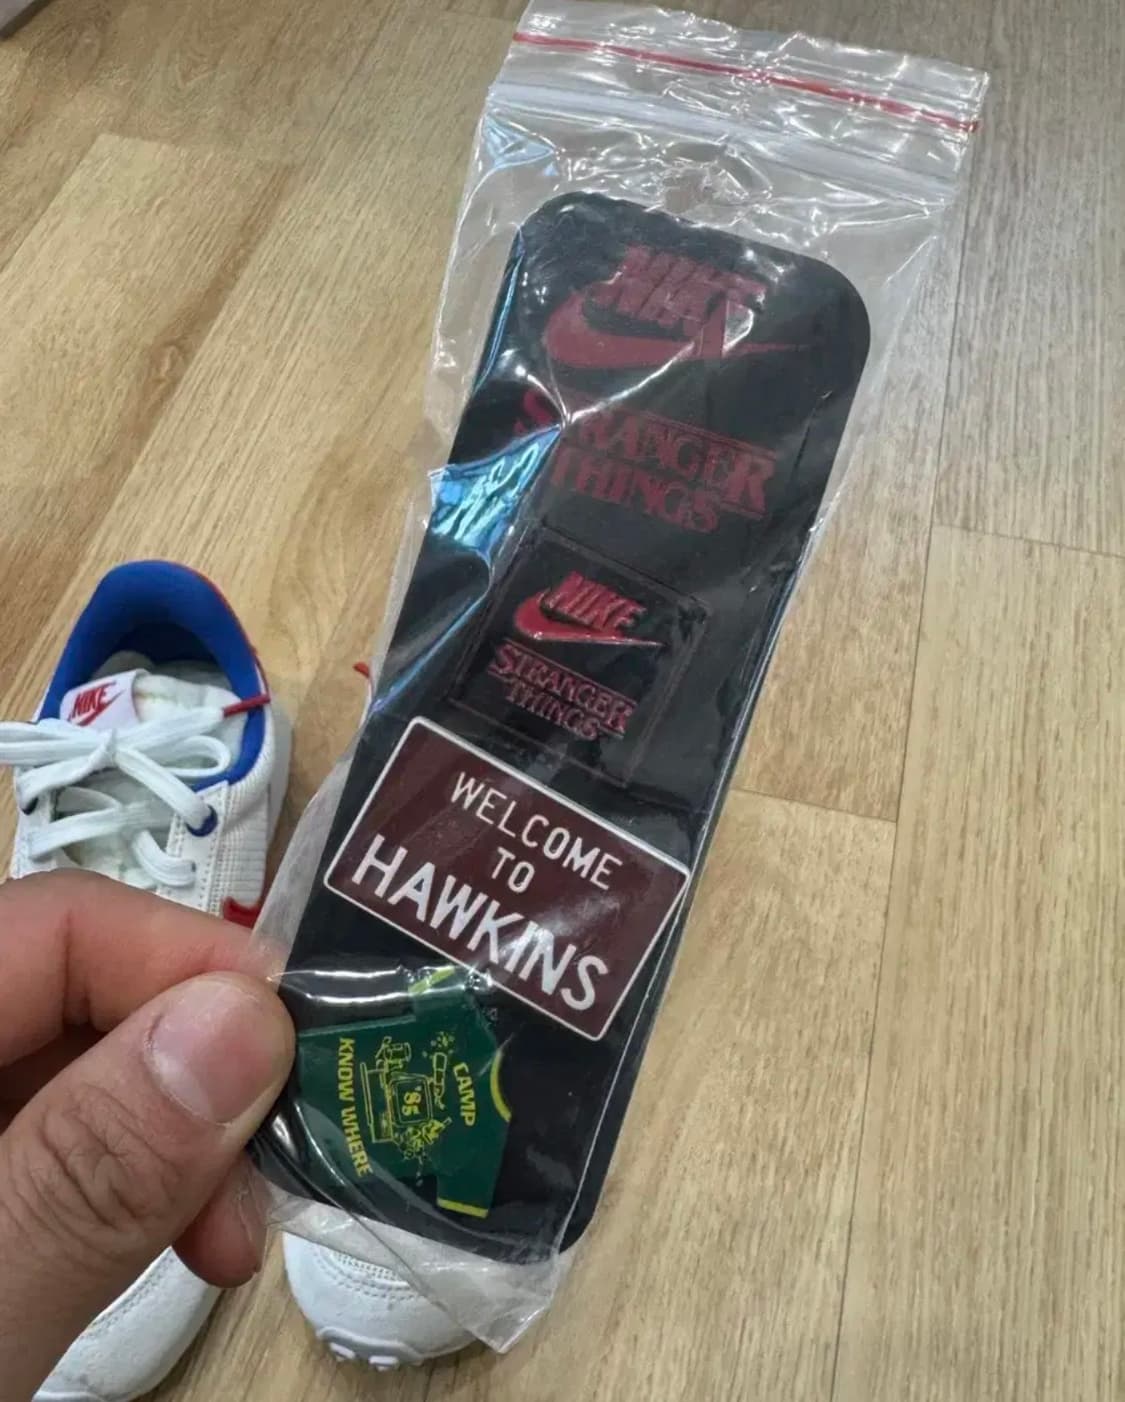 NIKE
STRANGER
THINGS
NIKE
STRANGER
THINGS
NIKE
WELCOME
TO
HAWKINS
CAMP
'85
KNOW WHERE